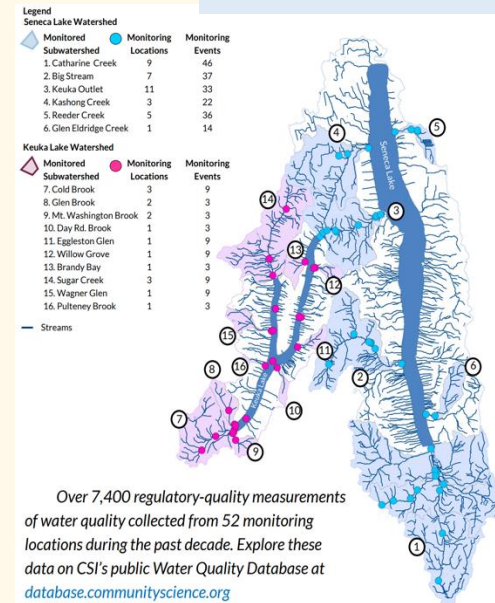 Legend
Seneca Lake Watershed
Monitored Subwatershed Monitoring Locations Monitoring Events
1. Catharine Creek 9 46
2. Big Stream 7 37
3. Keuka Outlet 11 33
4. Kashong Creek 3 22
5. Reeder Creek 5 36
6. Glen Eldridge Creek 1 14
Keuka Lake Watershed
Monitored Subwatershed Monitoring Locations Monitoring Events
7. Cold Brook 3 9
8. Glen Brook 2 3
9. Mt. Washington Brook 2 3
10. Day Rd. Brook 1 3
11. Eggleston Glen 1 9
12. Willow Grove 1 9
13. Brandy Bay 1 3
14. Sugar Creek 3 9
15. Wagner Glen 1 9
16. Pulteney Brook 1 3
Streams
4
5
Seneca Lake
14
3
13
12
15
11
16
8
2
6
Keuka Lake
10
7
9
1
Over 7,400 regulatory-quality measurements
of water quality collected from 52 monitoring
locations during the past decade. Explore these
data on CSI's public Water Quality Database at
database.communityscience.org